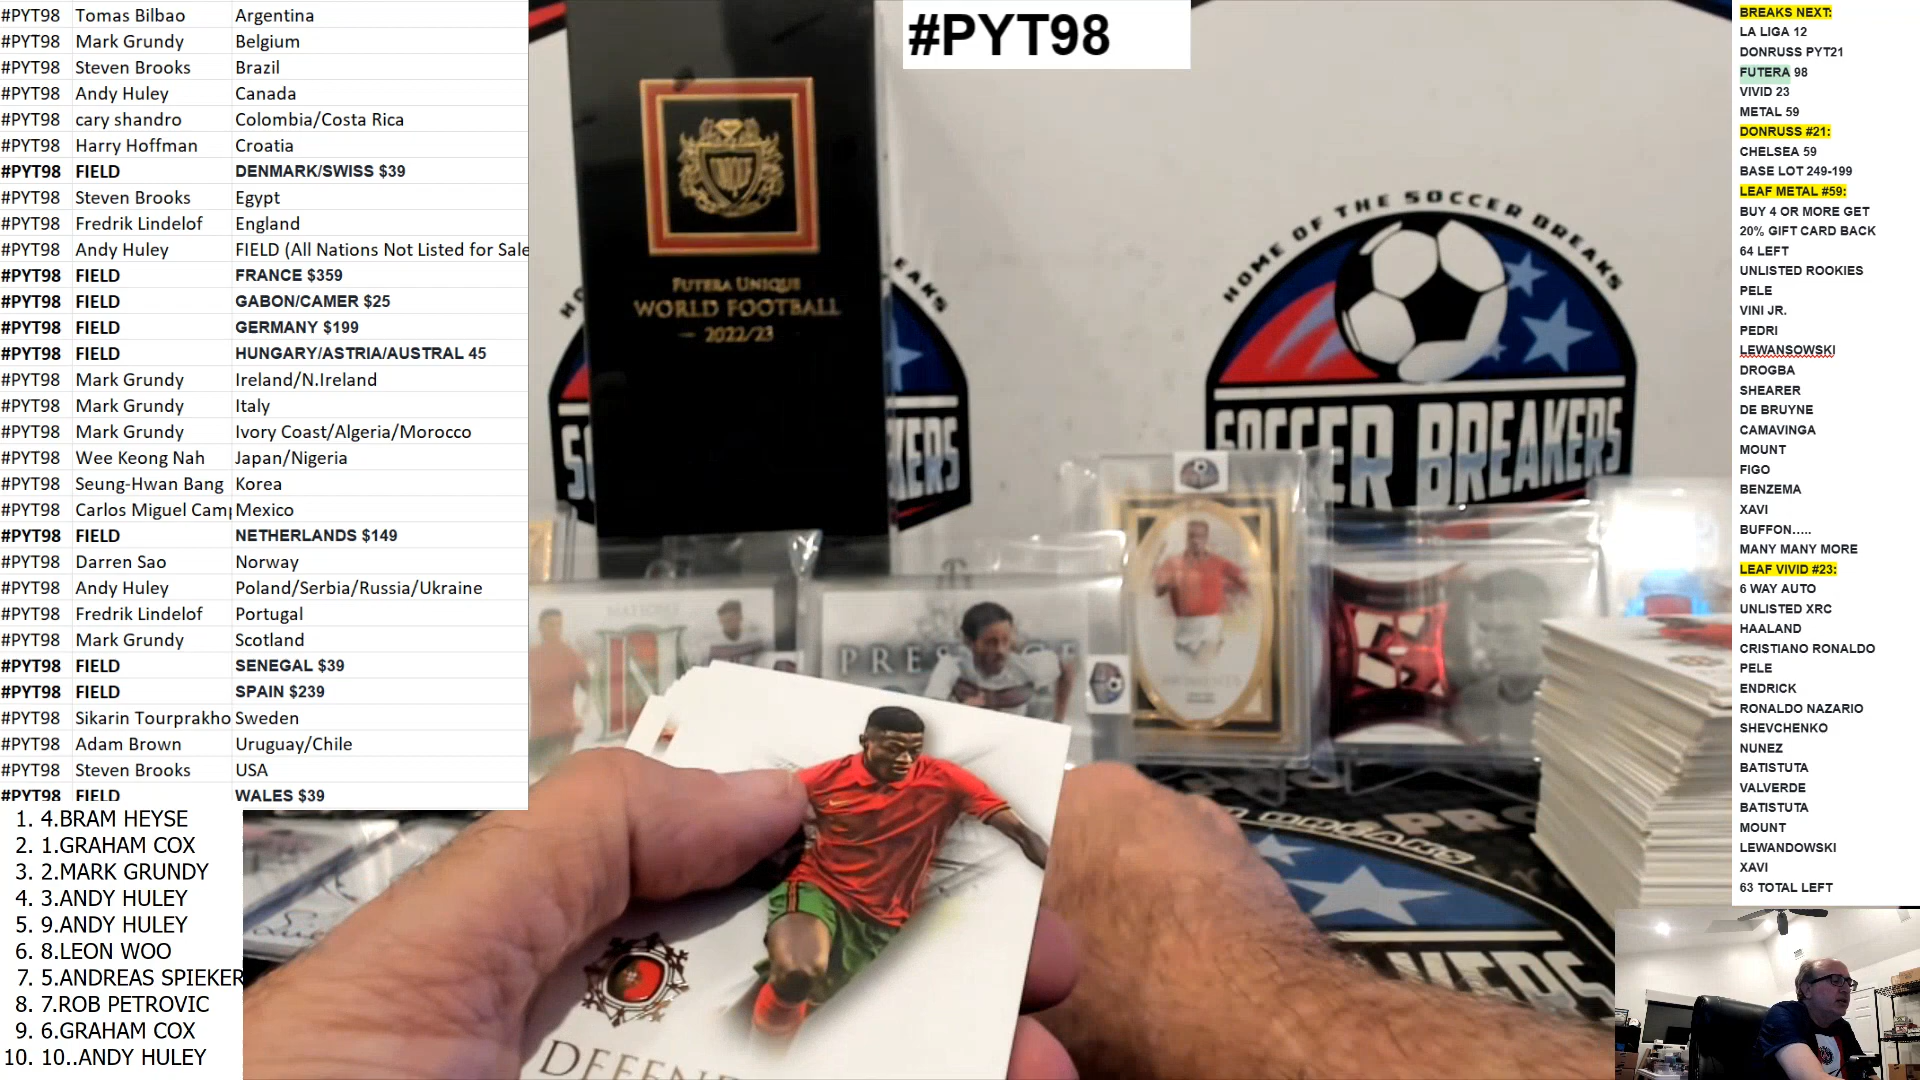 #PYT98 Tomas Bilbao Argentina
#PYT98 Mark Grundy Belgium
#PYT98 Steven Brooks Brazil
#PYT98 Andy Huley Canada
#PYT98 cary shandro Colombia/Costa Rica
#PYT98 Harry Hoffman Croatia
#PYT98 FIELD DENMARK/SWISS $39
#PYT98 Steven Brooks Egypt
#PYT98 Fredrik Lindelof England
#PYT98 Andy Huley FIELD (All Nations Not Listed for Sale
#PYT98 FIELD FRANCE $359
#PYT98 FIELD GABON/CAMER $25
#PYT98 FIELD GERMANY $199
#PYT98 FIELD HUNGARY/ASTRIA/AUSTRAL 45
#PYT98 Mark Grundy Ireland/N.Ireland
#PYT98 Mark Grundy Italy
#PYT98 Mark Grundy Ivory Coast/Algeria/Morocco
#PYT98 Wee Keong Nah Japan/Nigeria
#PYT98 Seung-Hwan Bang Korea
#PYT98 Carlos Miguel Camp Mexico
#PYT98 FIELD NETHERLANDS $149
#PYT98 Darren Sao Norway
#PYT98 Andy Huley Poland/Serbia/Russia/Ukraine
#PYT98 Fredrik Lindelof Portugal
#PYT98 Mark Grundy Scotland
#PYT98 FIELD SENEGAL $39
#PYT98 FIELD SPAIN $239
#PYT98 Sikarin Tourprakho Sweden
#PYT98 Adam Brown Uruguay/Chile
#PYT98 Steven Brooks USA
#PYT98 FIELD WALES $39
1. 4.BRAM HEYSE
2. 1.GRAHAM COX
3. 2.MARK GRUNDY
4. 3.ANDY HULEY
5. 9.ANDY HULEY
6. 8.LEON WOO
7. 5.ANDREAS SPIEKER
8. 7.ROB PETROVIC
9. 6.GRAHAM COX
10. 10..ANDY HULEY
#PYT98
FUTERA UNIQUE
WORLD FOOTBALL
2022/23
HOME OF THE SOCCER BREAKS
SOCCER BREAKERS
PRESTIGE
BREAKS NEXT:
LA LIGA 12
DONRUSS PYT21
FUTERA 98
VIVID 23
METAL 59
DONRUSS #21:
CHELSEA 59
BASE LOT 249-199
LEAF METAL #59:
BUY 4 OR MORE GET
20% GIFT CARD BACK
64 LEFT
UNLISTED ROOKIES
PELE
VINI JR.
PEDRI
LEWANSOWSKI
DROGBA
SHEARER
DE BRUYNE
CAMAVINGA
MOUNT
FIGO
BENZEMA
XAVI
BUFFON.....
MANY MANY MORE
LEAF VIVID #23:
6 WAY AUTO
UNLISTED XRC
HAALAND
CRISTIANO RONALDO
PELE
ENDRICK
RONALDO NAZARIO
SHEVCHENKO
NUNEZ
BATISTUTA
VALVERDE
BATISTUTA
MOUNT
LEWANDOWSKI
XAVI
63 TOTAL LEFT